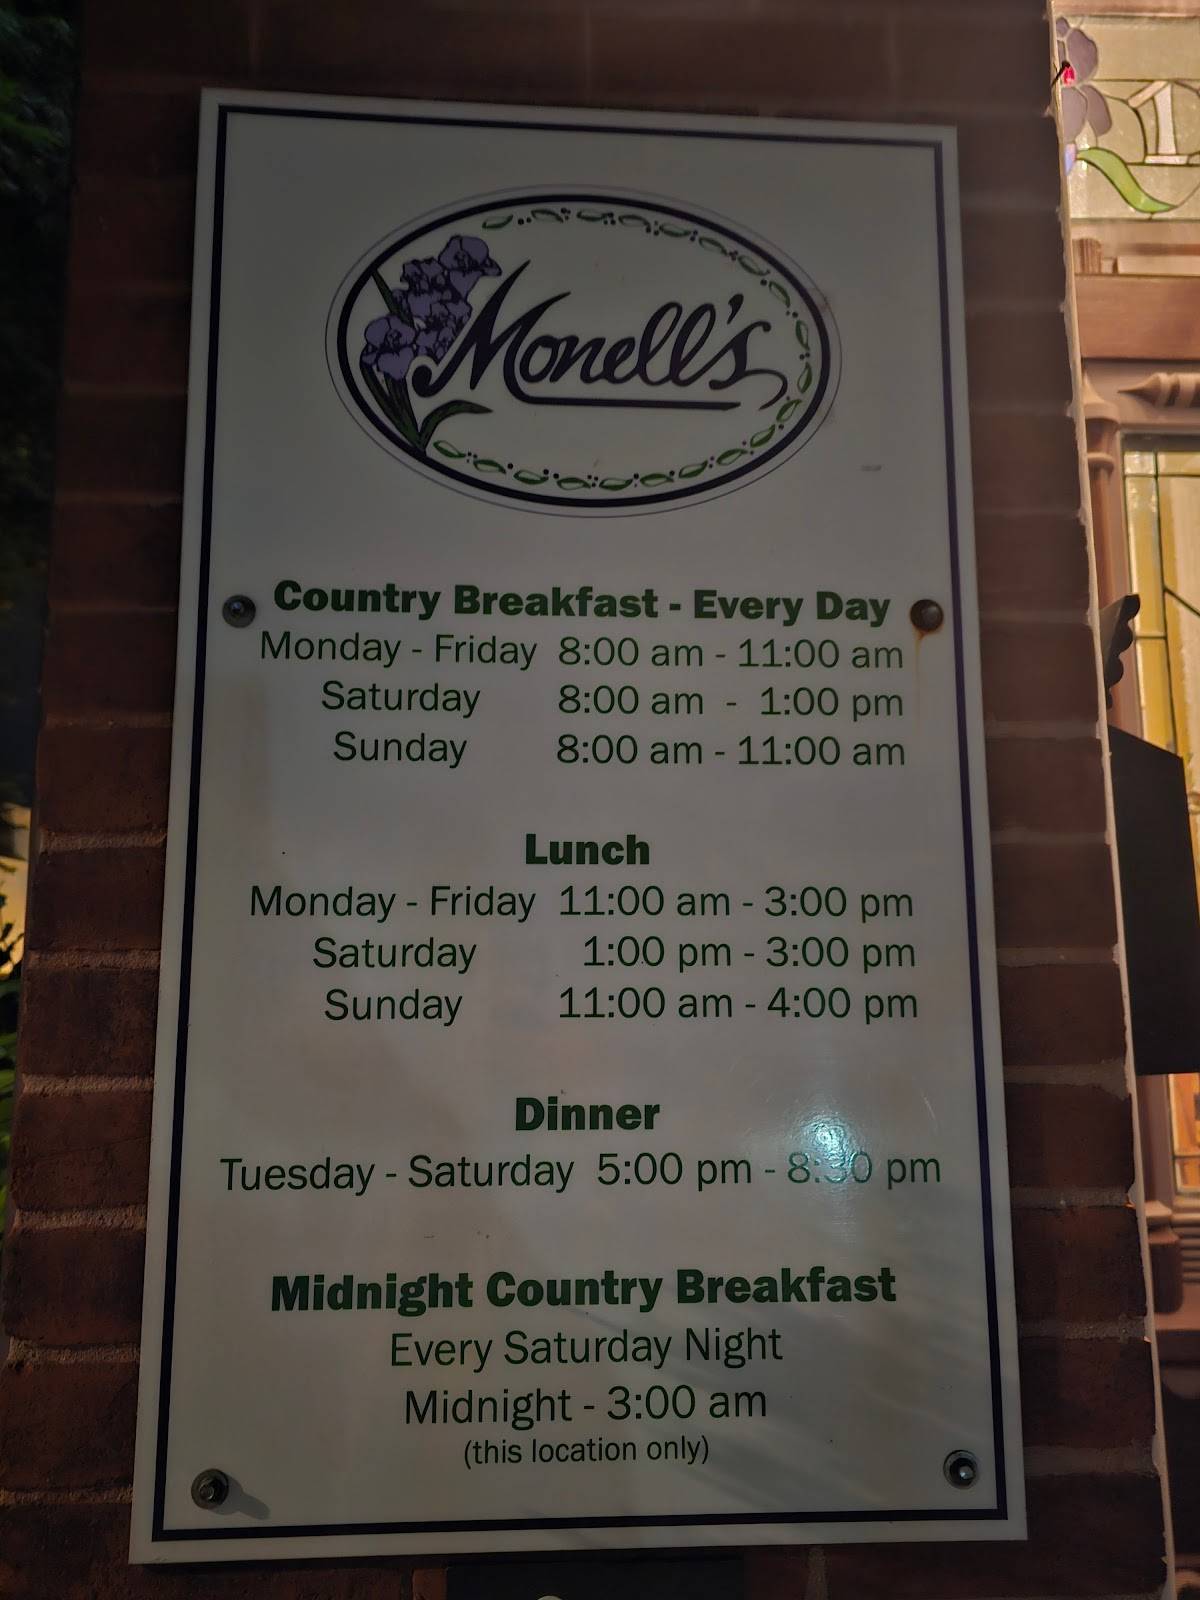 1
Monell's
Country Breakfast - Every Day
Monday - Friday 8:00 am - 11:00 am
Saturday 8:00 am - 1:00 pm
Sunday 8:00 am - 11:00 am
Lunch
Monday - Friday 11:00 am - 3:00 pm
Saturday 1:00 pm - 3:00 pm
Sunday 11:00 am - 4:00 pm
Dinner
Tuesday - Saturday 5:00 pm - 8:30 pm
Midnight Country Breakfast
Every Saturday Night
Midnight - 3:00 am
(this location only)